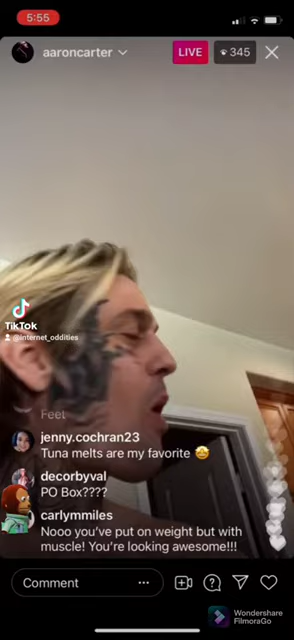 5:55
aaroncarter
LIVE
345
TikTok
@internet_oddities
Feet
jenny.cochran23
Tuna melts are my favorite 🤩
decorbyval
PO Box????
carlymmiles
Nooo you've put on weight but with
muscle! You're looking awesome!!!
Comment
Wondershare
FilmoraGo